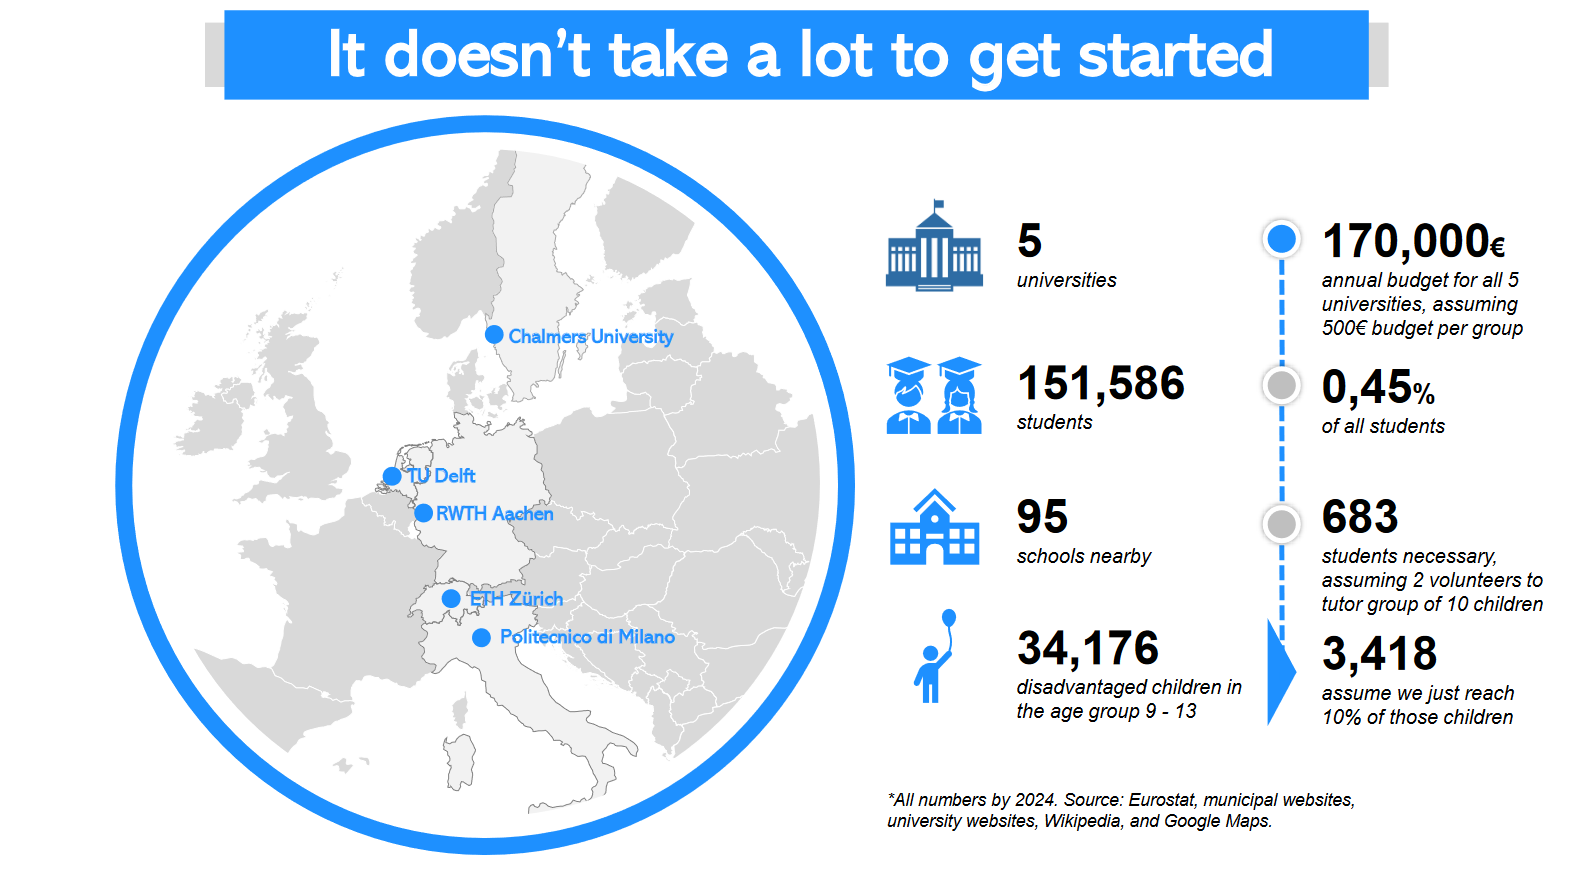 It doesn’t take a lot to get started
Chalmers University
TU Delft
RWTH Aachen
ETH Zürich
Politecnico di Milano
5
universities
151,586
students
95
schools nearby
34,176
disadvantaged children in
the age group 9 - 13
170,000€
annual budget for all 5
universities, assuming
500€ budget per group
0,45%
of all students
683
students necessary,
assuming 2 volunteers to
tutor group of 10 children
3,418
assume we just reach
10% of those children
*All numbers by 2024. Source: Eurostat, municipal websites,
university websites, Wikipedia, and Google Maps.